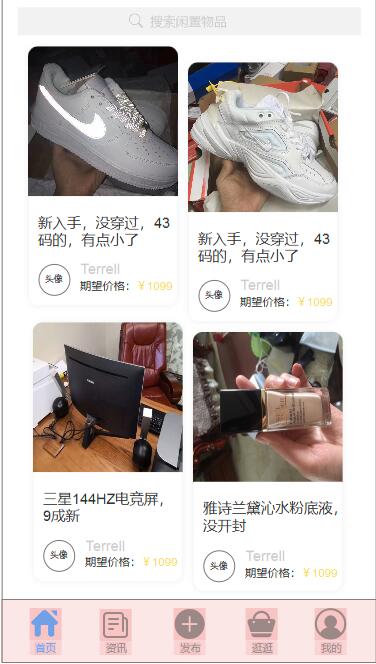 搜索闲置物品
新入手，没穿过，43
码的，有点小了
头像
Terrell
期望价格：￥1099
新入手，没穿过，43
码的，有点小了
头像
Terrell
期望价格：￥1099
三星144HZ电竞屏，
9成新
头像
Terrell
期望价格：￥1099
雅诗兰黛沁水粉底液，
没开封
头像
Terrell
期望价格：￥1099
首页
资讯
发布
逛逛
我的